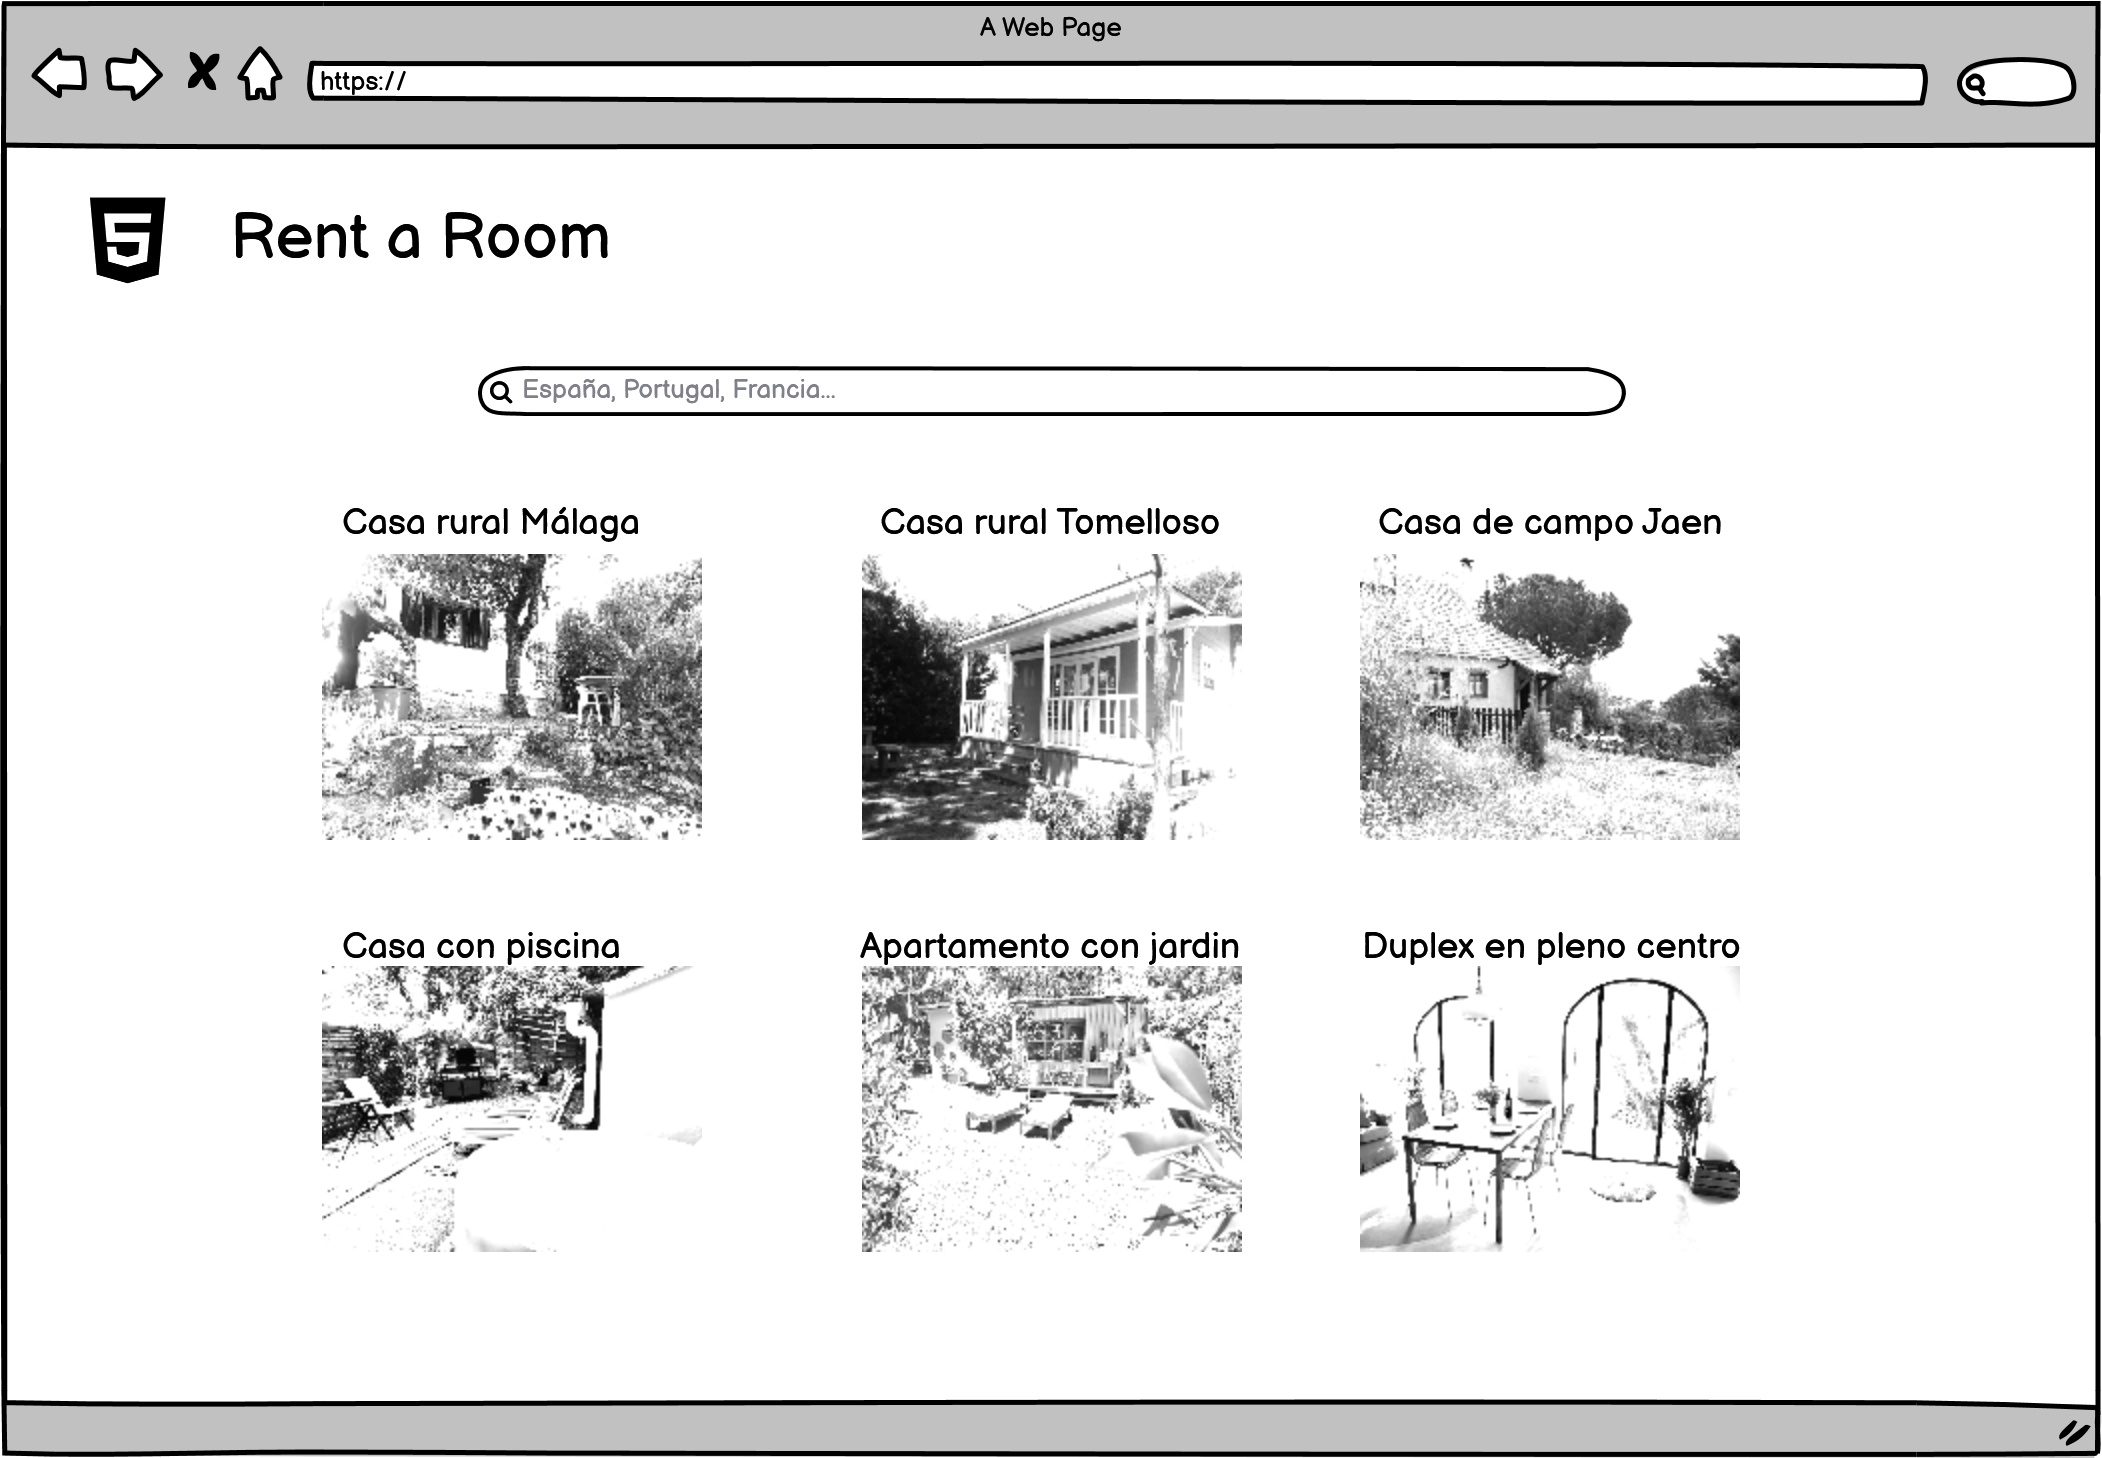 A Web Page
https://
Rent a Room
España, Portugal, Francia...
Casa rural Málaga
Casa rural Tomelloso
Casa de campo Jaen
Casa con piscina
Apartamento con jardin
Duplex en pleno centro